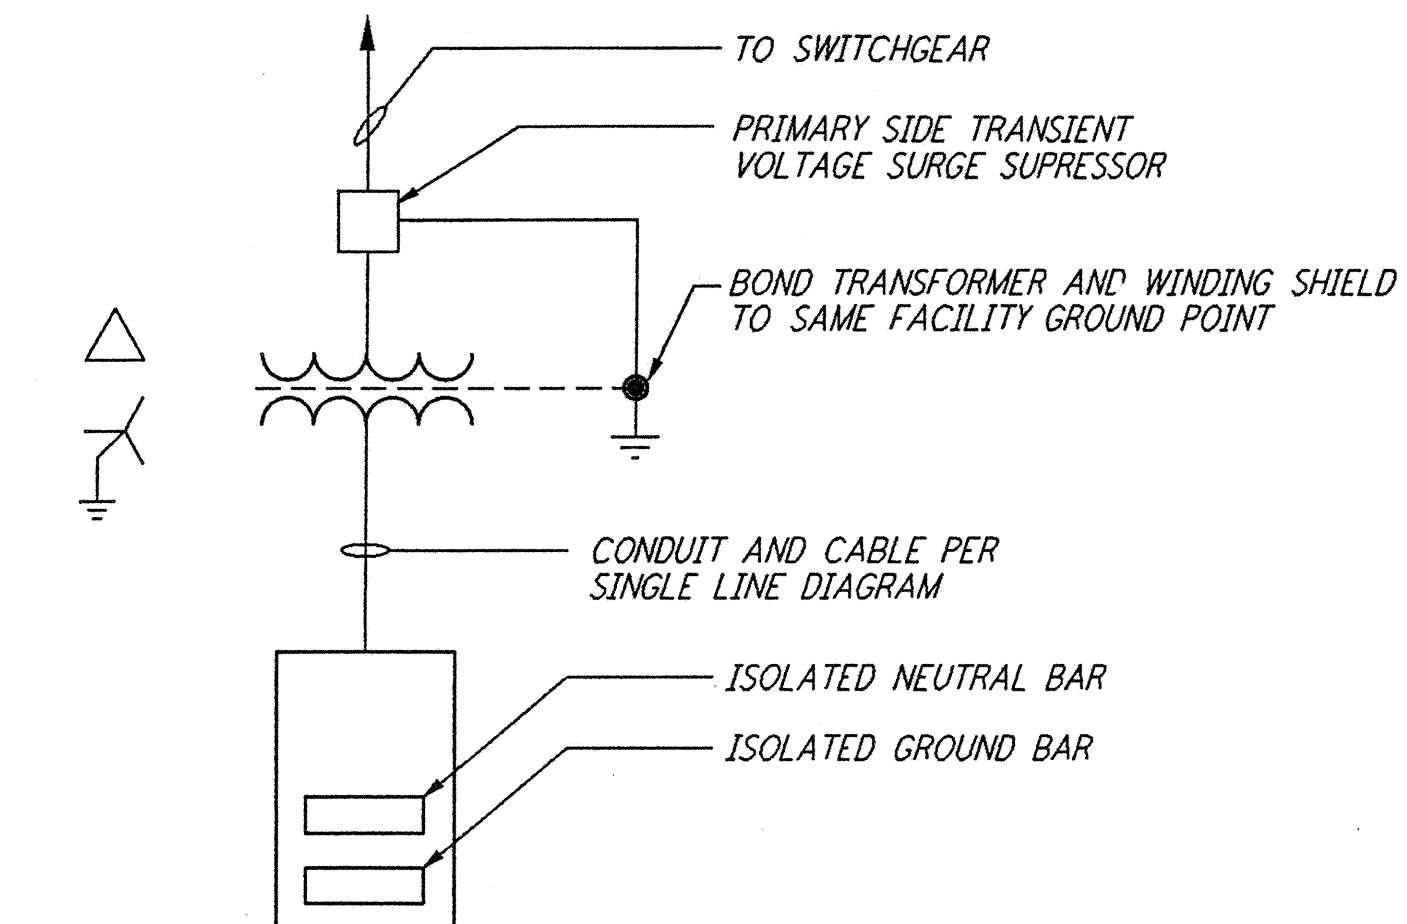 TO SWITCHGEAR
PRIMARY SIDE TRANSIENT
VOLTAGE SURGE SUPRESSOR
BOND TRANSFORMER AND WINDING SHIELD
TO SAME FACILITY GROUND POINT
CONDUIT AND CABLE PER
SINGLE LINE DIAGRAM
ISOLATED NEUTRAL BAR
ISOLATED GROUND BAR